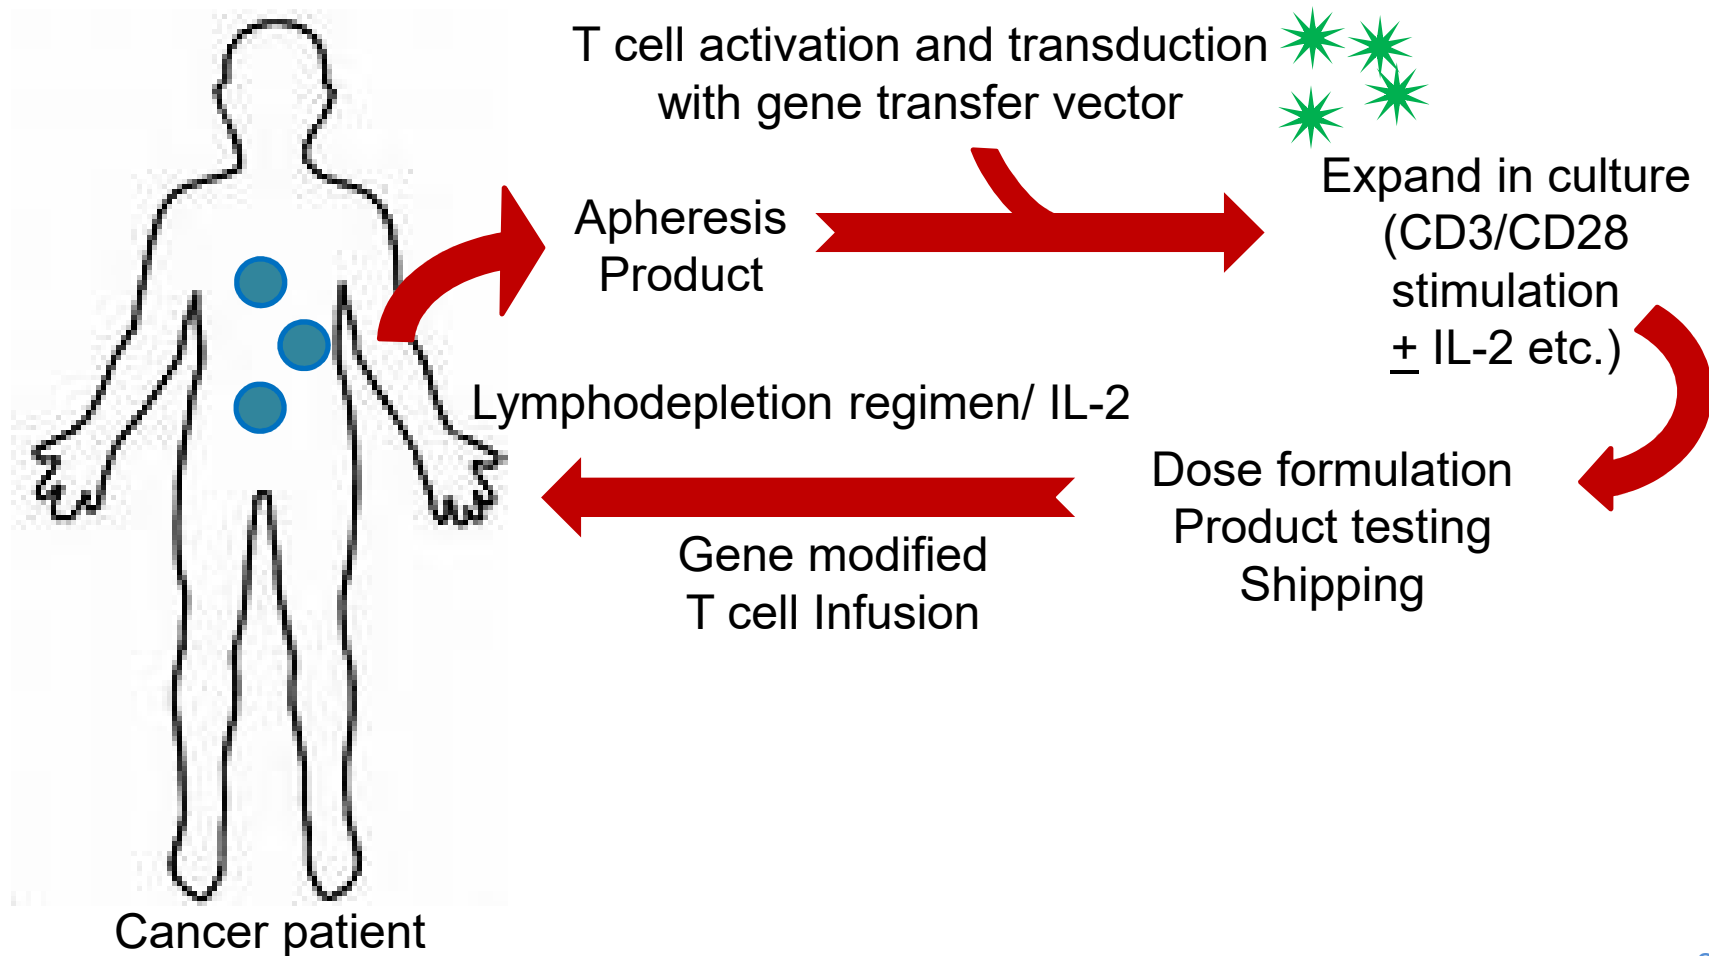 T cell activation and transduction
with gene transfer vector
Apheresis
Product
Expand in culture
(CD3/CD28
stimulation
± IL-2 etc.)
Lymphodepletion regimen/ IL-2
Dose formulation
Product testing
Shipping
Gene modified
T cell Infusion
Cancer patient